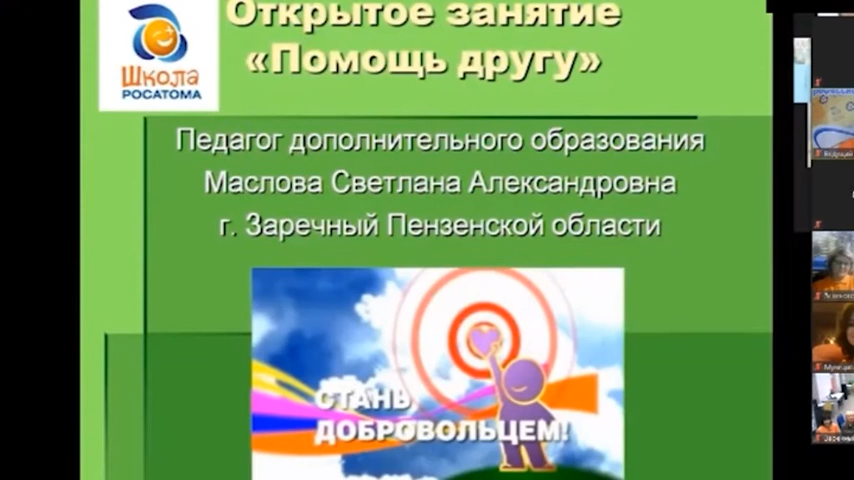 Открытое занятие
«Помощь другу»
Школа
РОСАТОМА
Педагог дополнительного образования
Маслова Светлана Александровна
г. Заречный Пензенской области
СТАНЬ
ДОБРОВОЛЬЦЕМ!